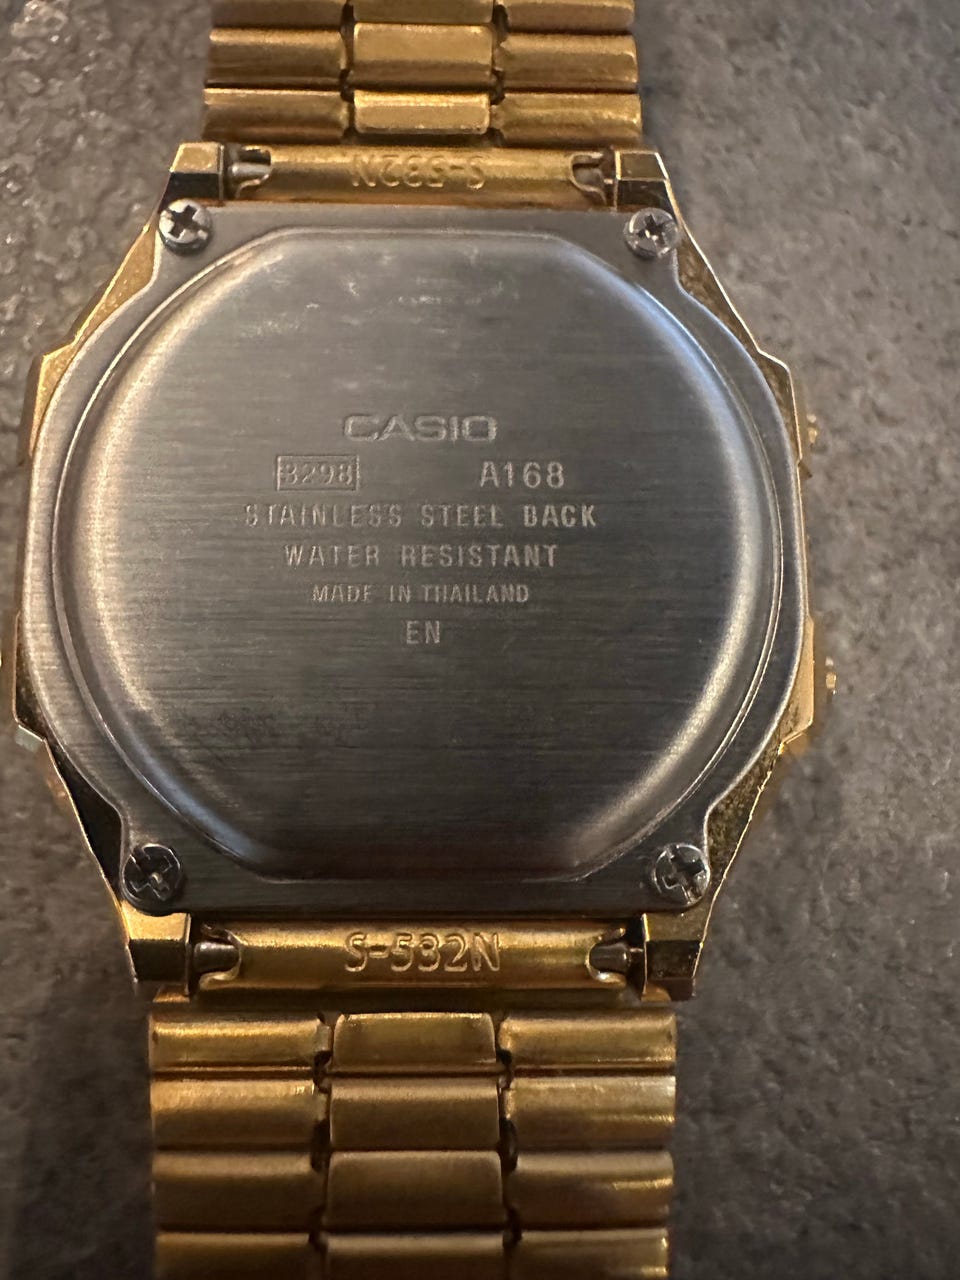 S-532N
CASIO
3298 A168
STAINLESS STEEL BACK
WATER RESISTANT
MADE IN THAILAND
EN
S-532N